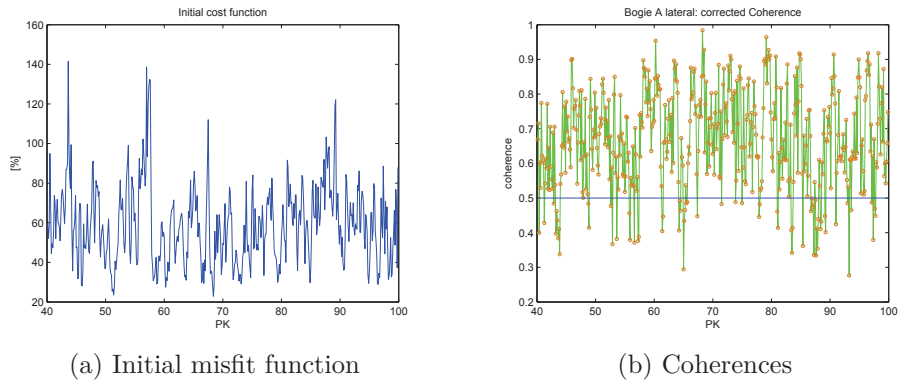 Initial cost function
160
140
120
100
80
60
40
20
[%]
40 50 60 70 80 90 100
PK
(a) Initial misfit function
Bogie A lateral: corrected Coherence
1
0.9
0.8
0.7
0.6
0.5
0.4
0.3
0.2
coherence
40 50 60 70 80 90 100
PK
(b) Coherences